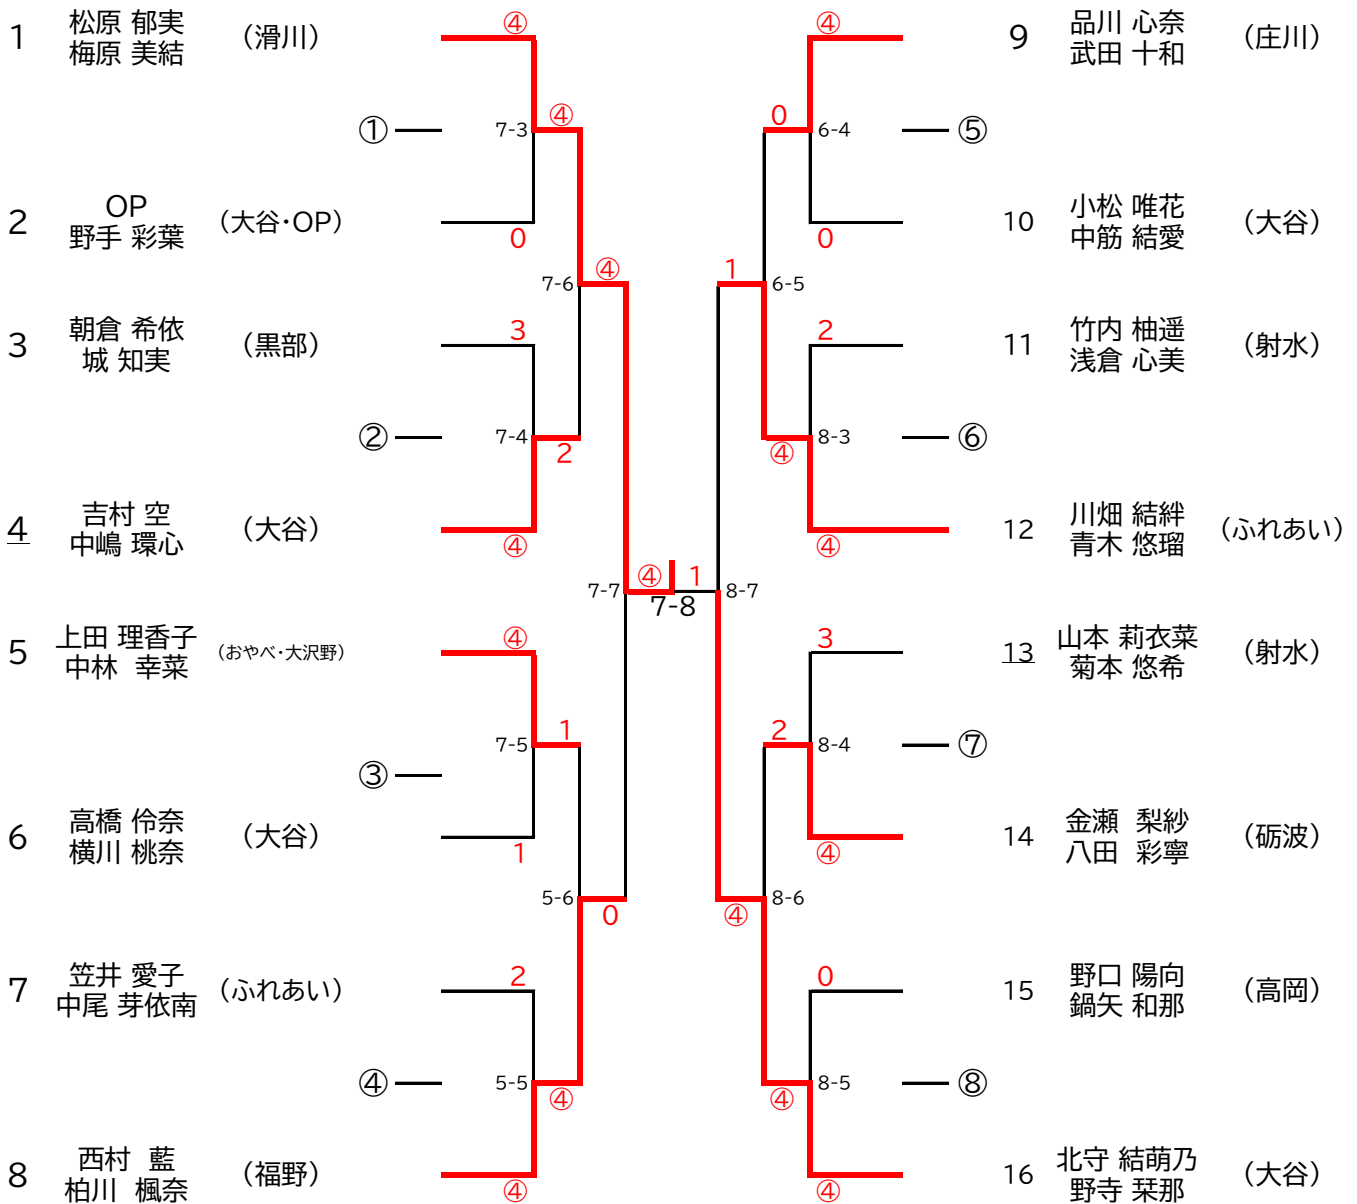 1 松原 郁実 (滑川)
梅原 美結
④
① 7-3 ④
2 OP (大谷・OP)
野手 彩葉
0
7-6 ④
3 朝倉 希依 (黒部)
城 知実
3
② 7-4 2
4 吉村 空 (大谷)
中嶋 環心
④
7-7 ④ 1 8-7
7-8
5 上田 理香子 (おやべ・大沢野)
中林 幸菜
④
③ 7-5 1
6 高橋 伶奈 (大谷)
横川 桃奈
1
5-6 0
7 笠井 愛子 (ふれあい)
中尾 芽依南
2
④ 5-5 ④
8 西村 藍 (福野)
柏川 楓奈
④
④ 9 品川 心奈 (庄川)
武田 十和
0 6-4 ⑤
10 小松 唯花 (大谷)
中筋 結愛
0
1 6-5
2 11 竹内 柚遥 (射水)
浅倉 心美
④ 8-3 ⑥
12 川畑 結絆 (ふれあい)
青木 悠瑠
④
3 13 山本 莉衣菜 (射水)
菊本 悠希
2 8-4 ⑦
14 金瀬 梨紗 (砺波)
八田 彩寧
④
④ 8-6
0 15 野口 陽向 (高岡)
鍋矢 和那
④ 8-5 ⑧
16 北守 結萌乃 (大谷)
野寺 栞那
④